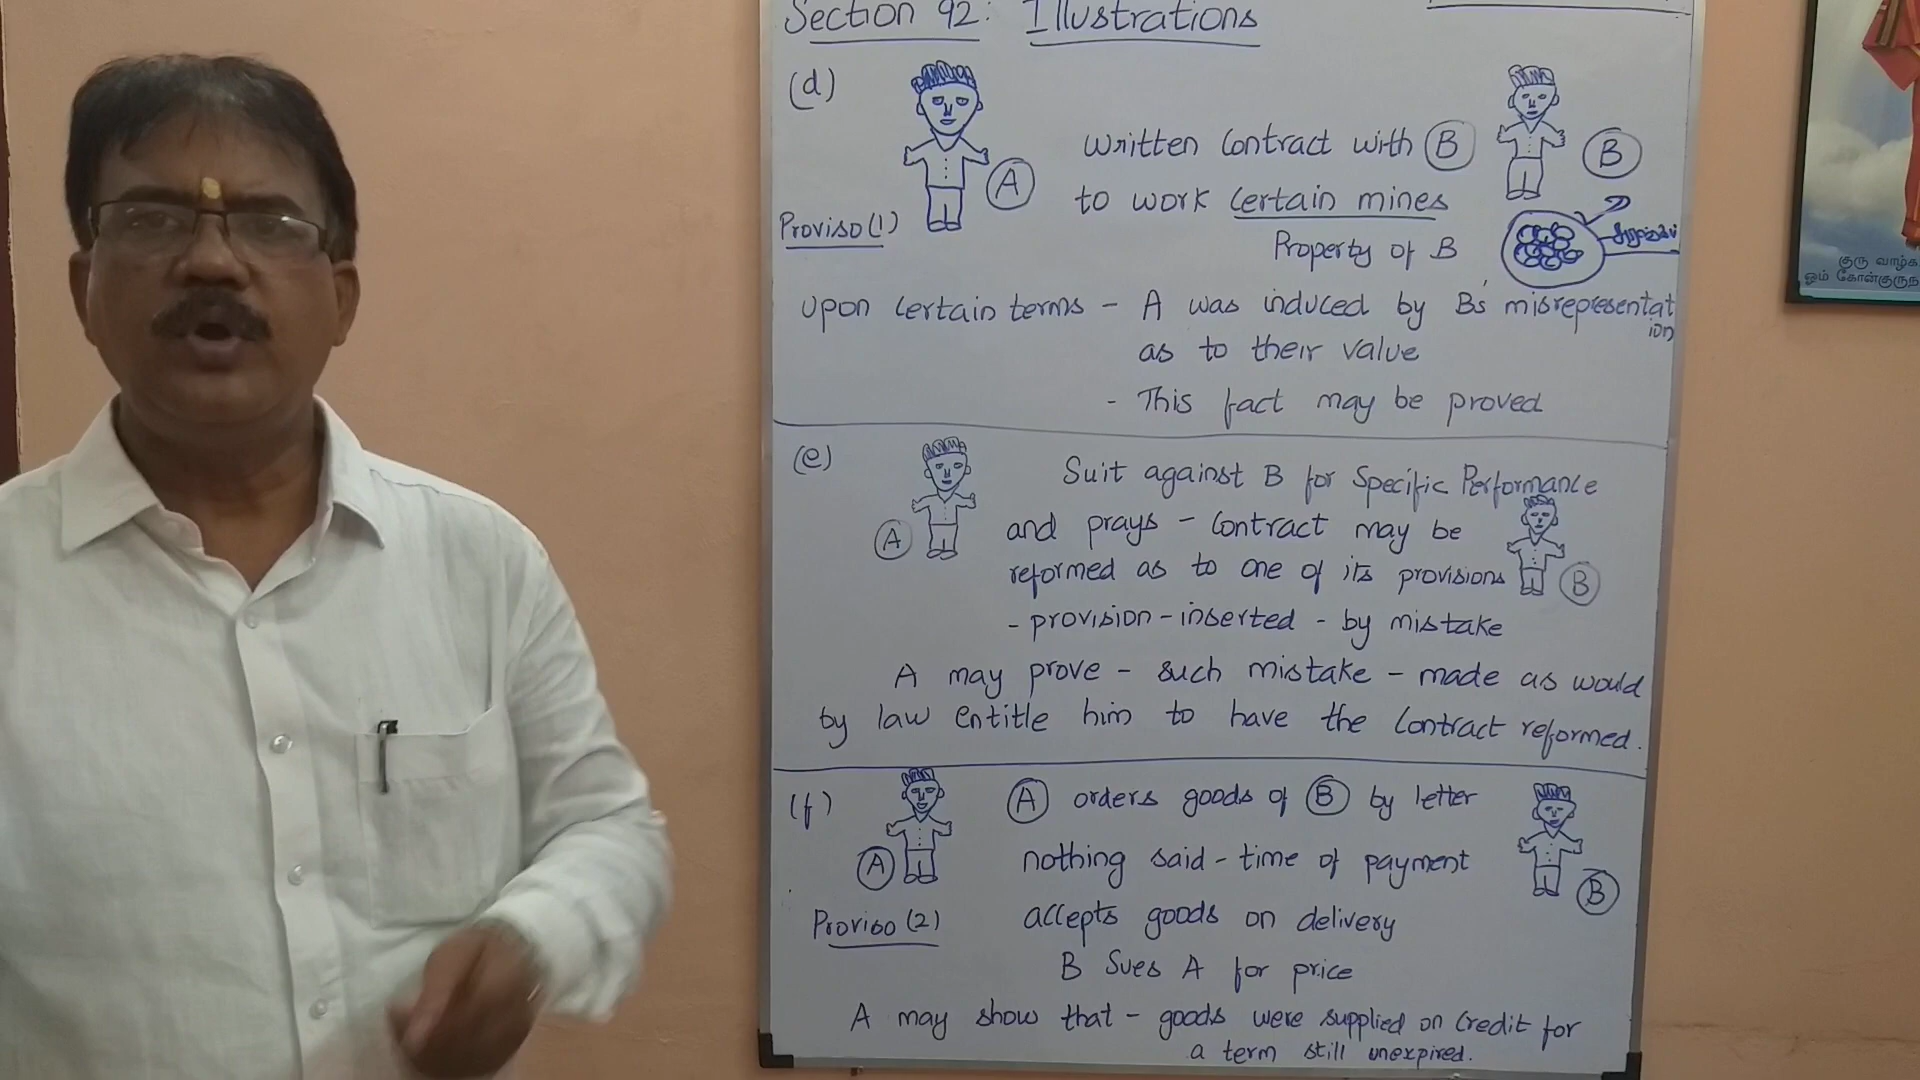 Section 92: Illustrations
(d)
A
Written Contract with B
B
to work certain mines
Proviso (1)
Property of B
Upon certain terms - A was induced by B's misrepresentation
as to their value
- This fact may be proved
(e)
Suit against B for Specific Performance
A
and prays - contract may be
reformed as to one of its provisions
B
- provision - inserted - by mistake
A may prove - such mistake - made as would
by law entitle him to have the contract reformed.
(f)
A orders goods of B by letter
A
nothing said - time of payment
B
Proviso (2)
accepts goods on delivery
B Sues A for price
A may show that - goods were supplied on credit for
a term still unexpired.
குரு வாழ்க
ஓம்